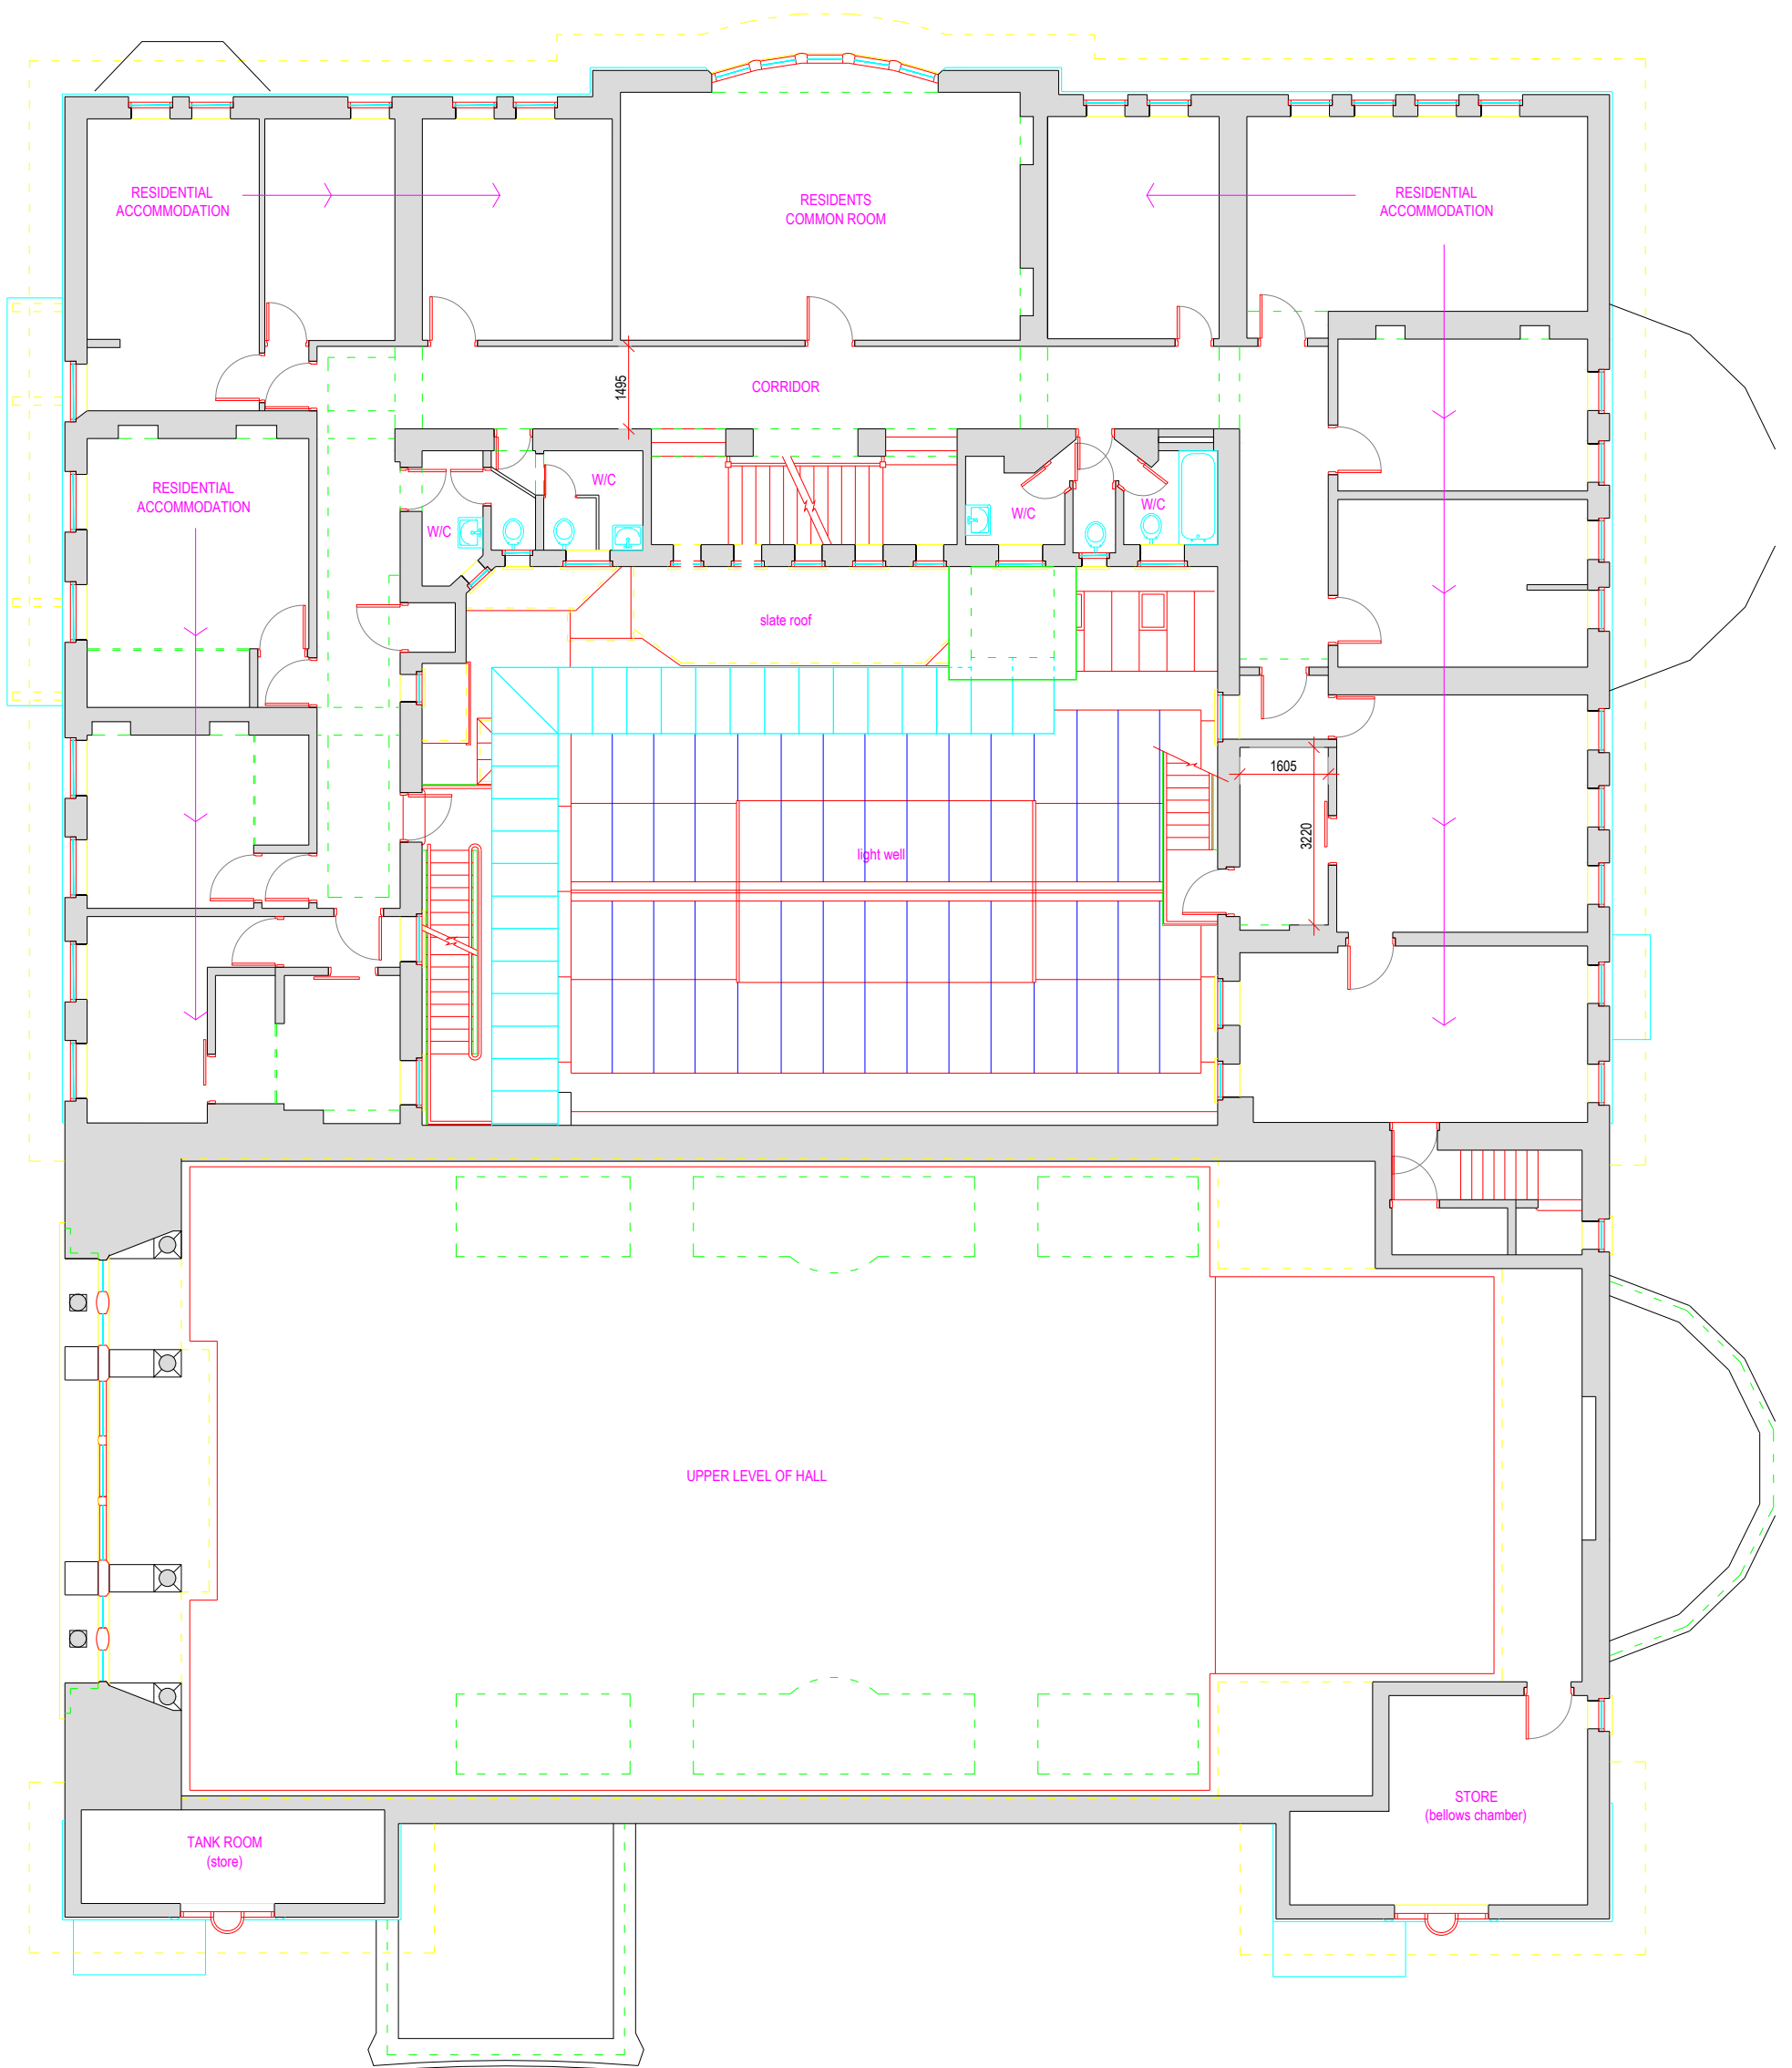 RESIDENTIAL
ACCOMMODATION
RESIDENTS
COMMON ROOM
RESIDENTIAL
ACCOMMODATION
1495
CORRIDOR
RESIDENTIAL
ACCOMMODATION
W/C
W/C
W/C
W/C
slate roof
1605
3220
light well
UPPER LEVEL OF HALL
STORE
(bellows chamber)
TANK ROOM
(store)